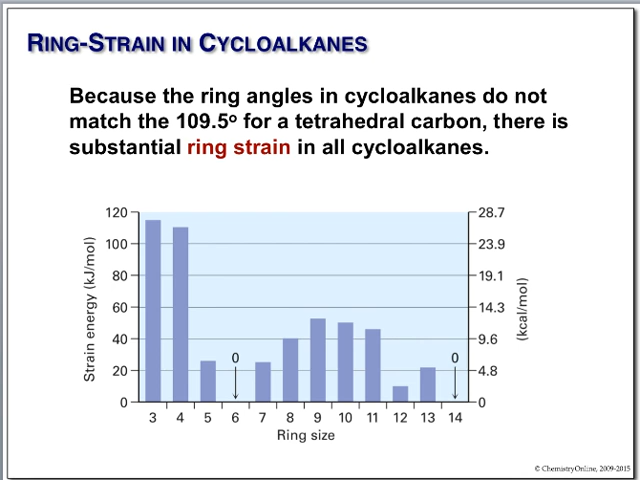 RING-STRAIN IN CYCLOALKANES
Because the ring angles in cycloalkanes do not
match the 109.5º for a tetrahedral carbon, there is
substantial ring strain in all cycloalkanes.
120
100
80
60
40
20
0
Strain energy (kJ/mol)
0
0
28.7
23.9
19.1
14.3
9.6
4.8
0
(kcal/mol)
3 4 5 6 7 8 9 10 11 12 13 14
Ring size
© ChemistryOnline, 2009-2015